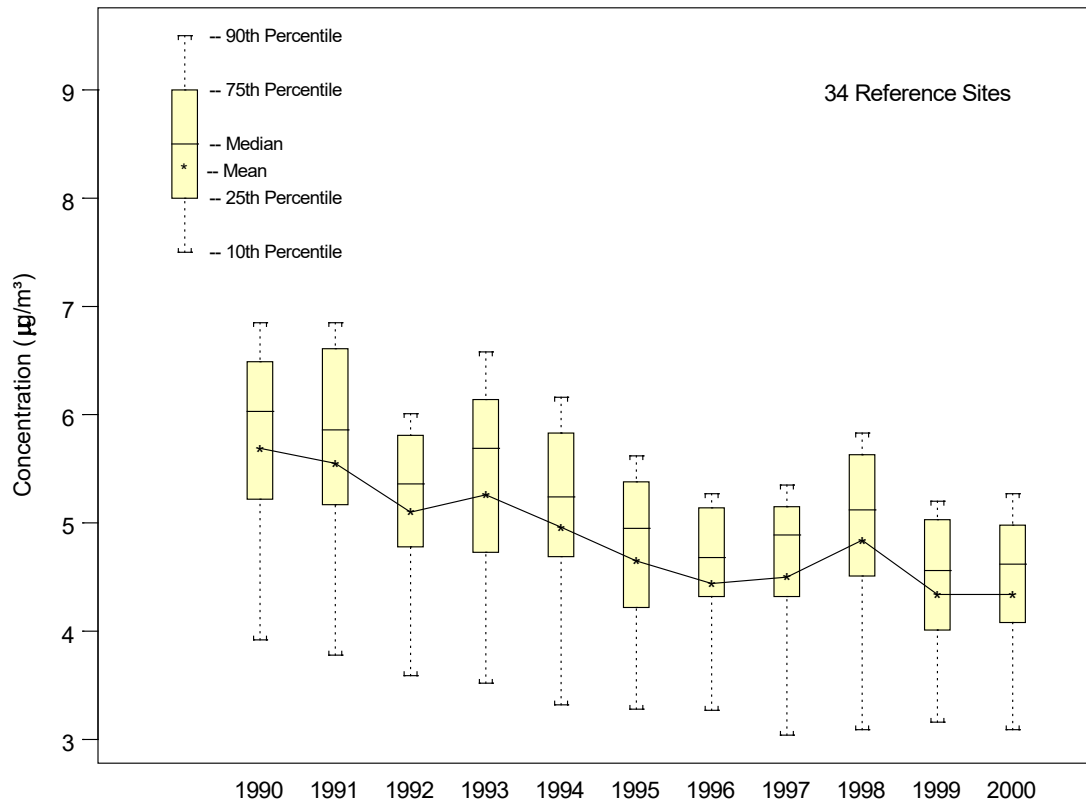 -- 90th Percentile
-- 75th Percentile
-- Median
-- Mean
-- 25th Percentile
-- 10th Percentile
34 Reference Sites
Concentration (µg/m³)
9
8
7
6
5
4
3
1990 1991 1992 1993 1994 1995 1996 1997 1998 1999 2000